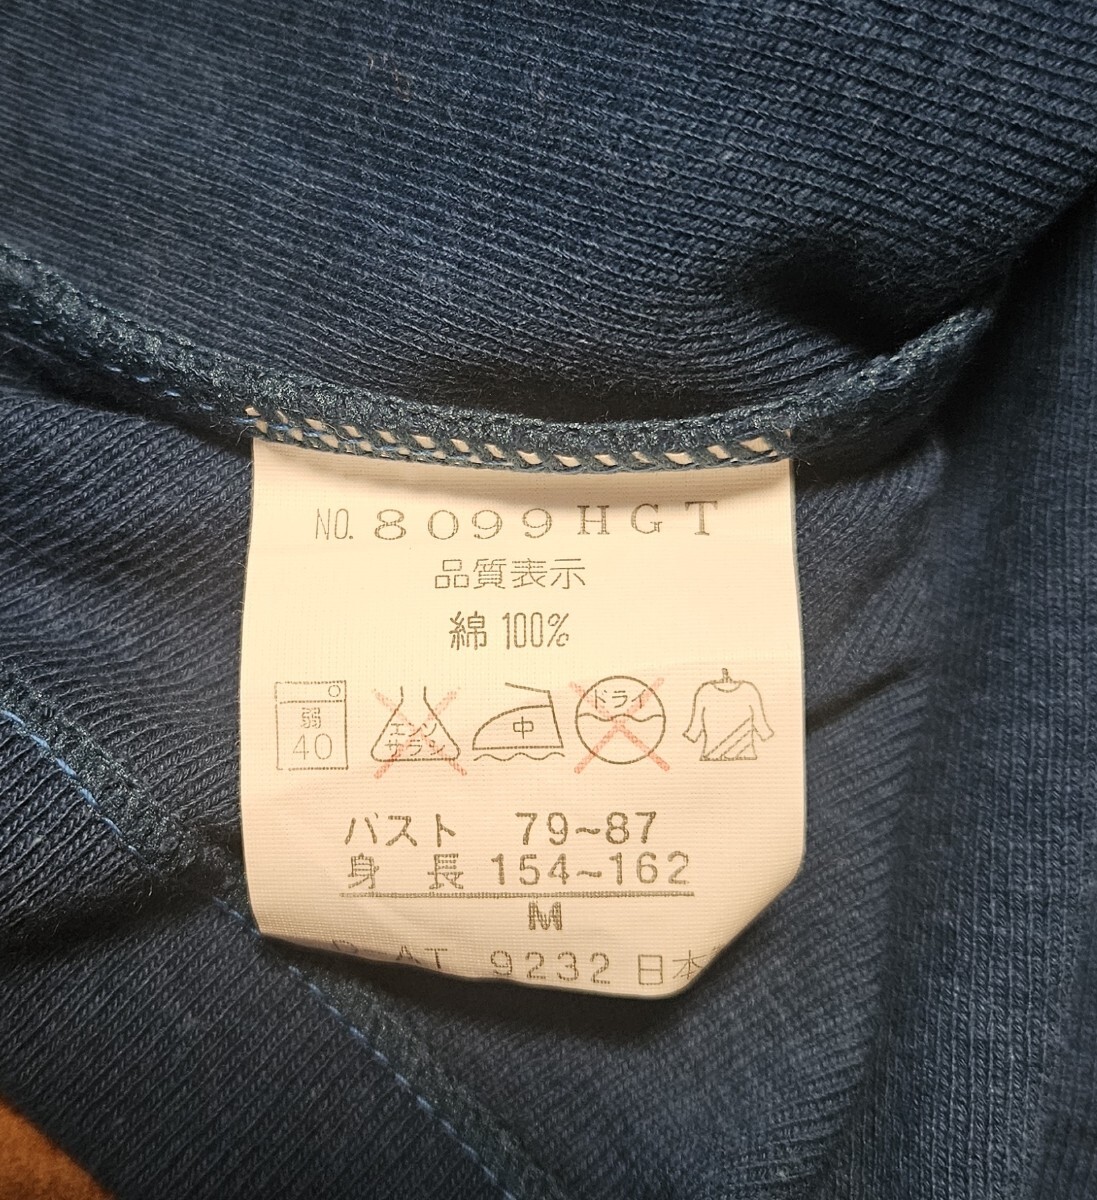 NO. 8099HGT
品質表示
綿 100%
弱 40
エンソ サラシ
中
ドライ
バスト 79~87
身 長 154~162
M
AT 9232 日本